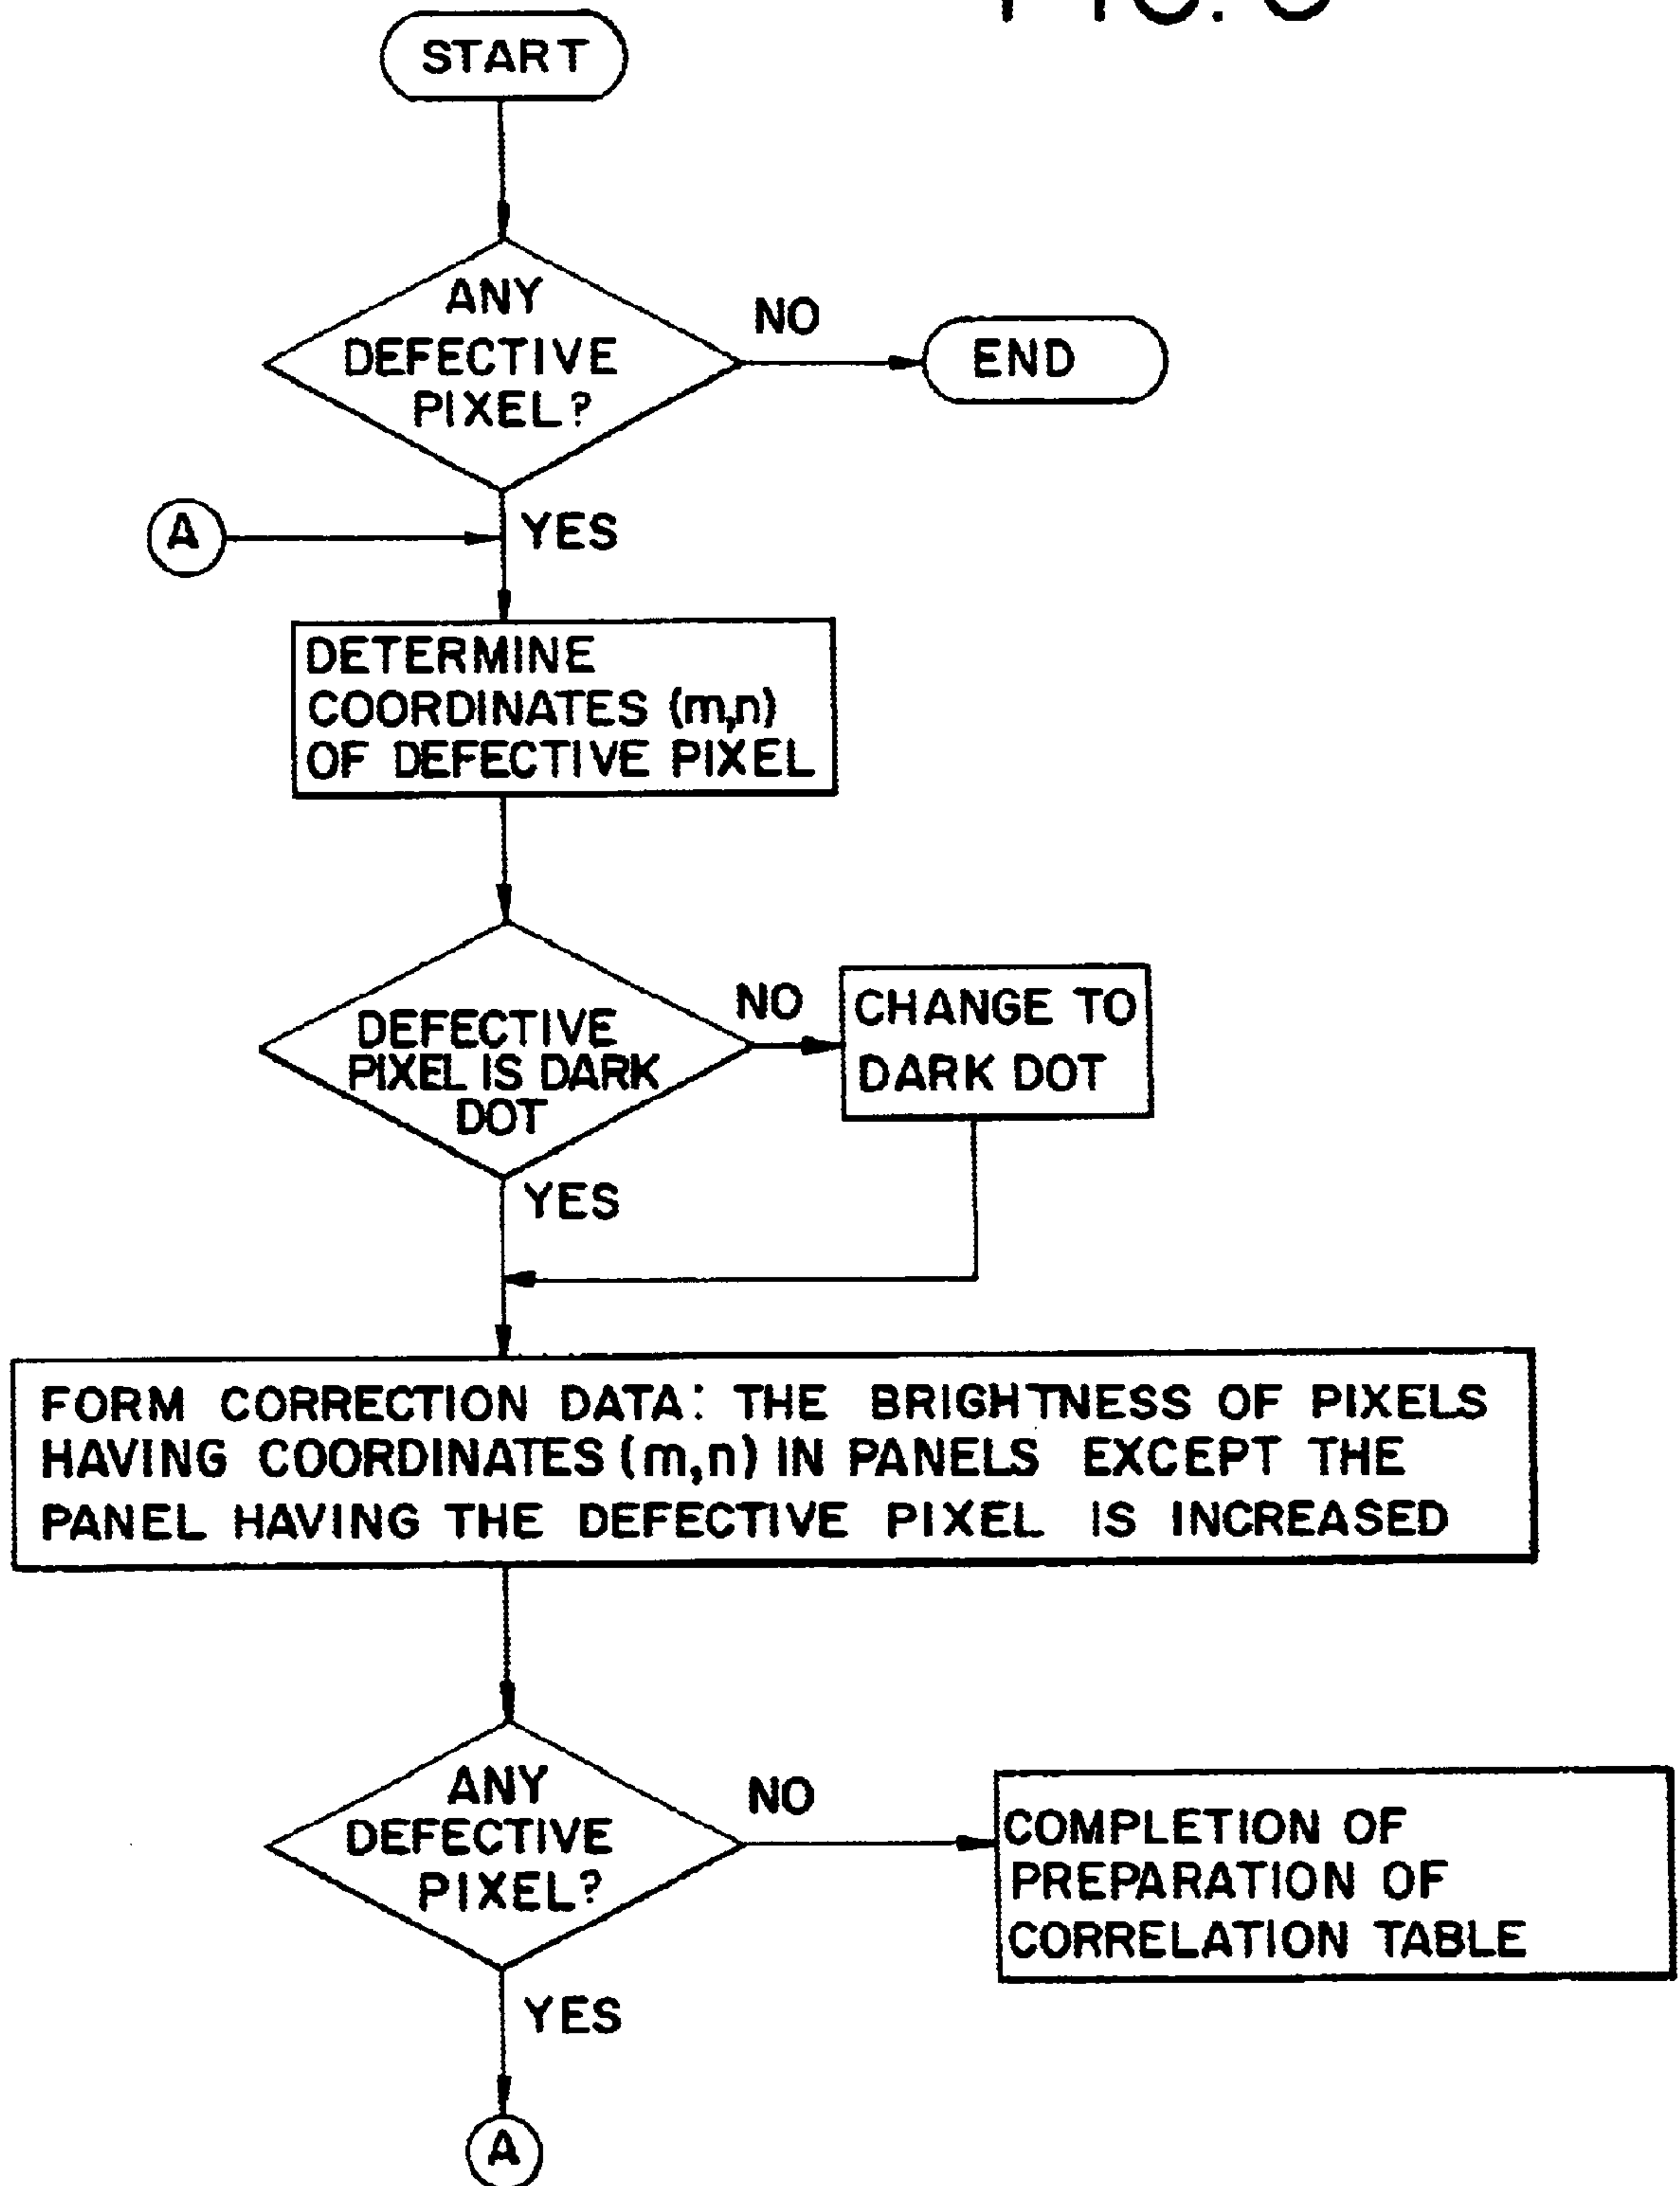 START
ANY
DEFECTIVE
PIXEL?
NO
END
A
YES
DETERMINE
COORDINATES (m,n)
OF DEFECTIVE PIXEL
DEFECTIVE
PIXEL IS DARK
DOT
NO
CHANGE TO
DARK DOT
YES
FORM CORRECTION DATA: THE BRIGHTNESS OF PIXELS
HAVING COORDINATES (m,n) IN PANELS EXCEPT THE
PANEL HAVING THE DEFECTIVE PIXEL IS INCREASED
ANY
DEFECTIVE
PIXEL?
NO
COMPLETION OF
PREPARATION OF
CORRELATION TABLE
YES
A